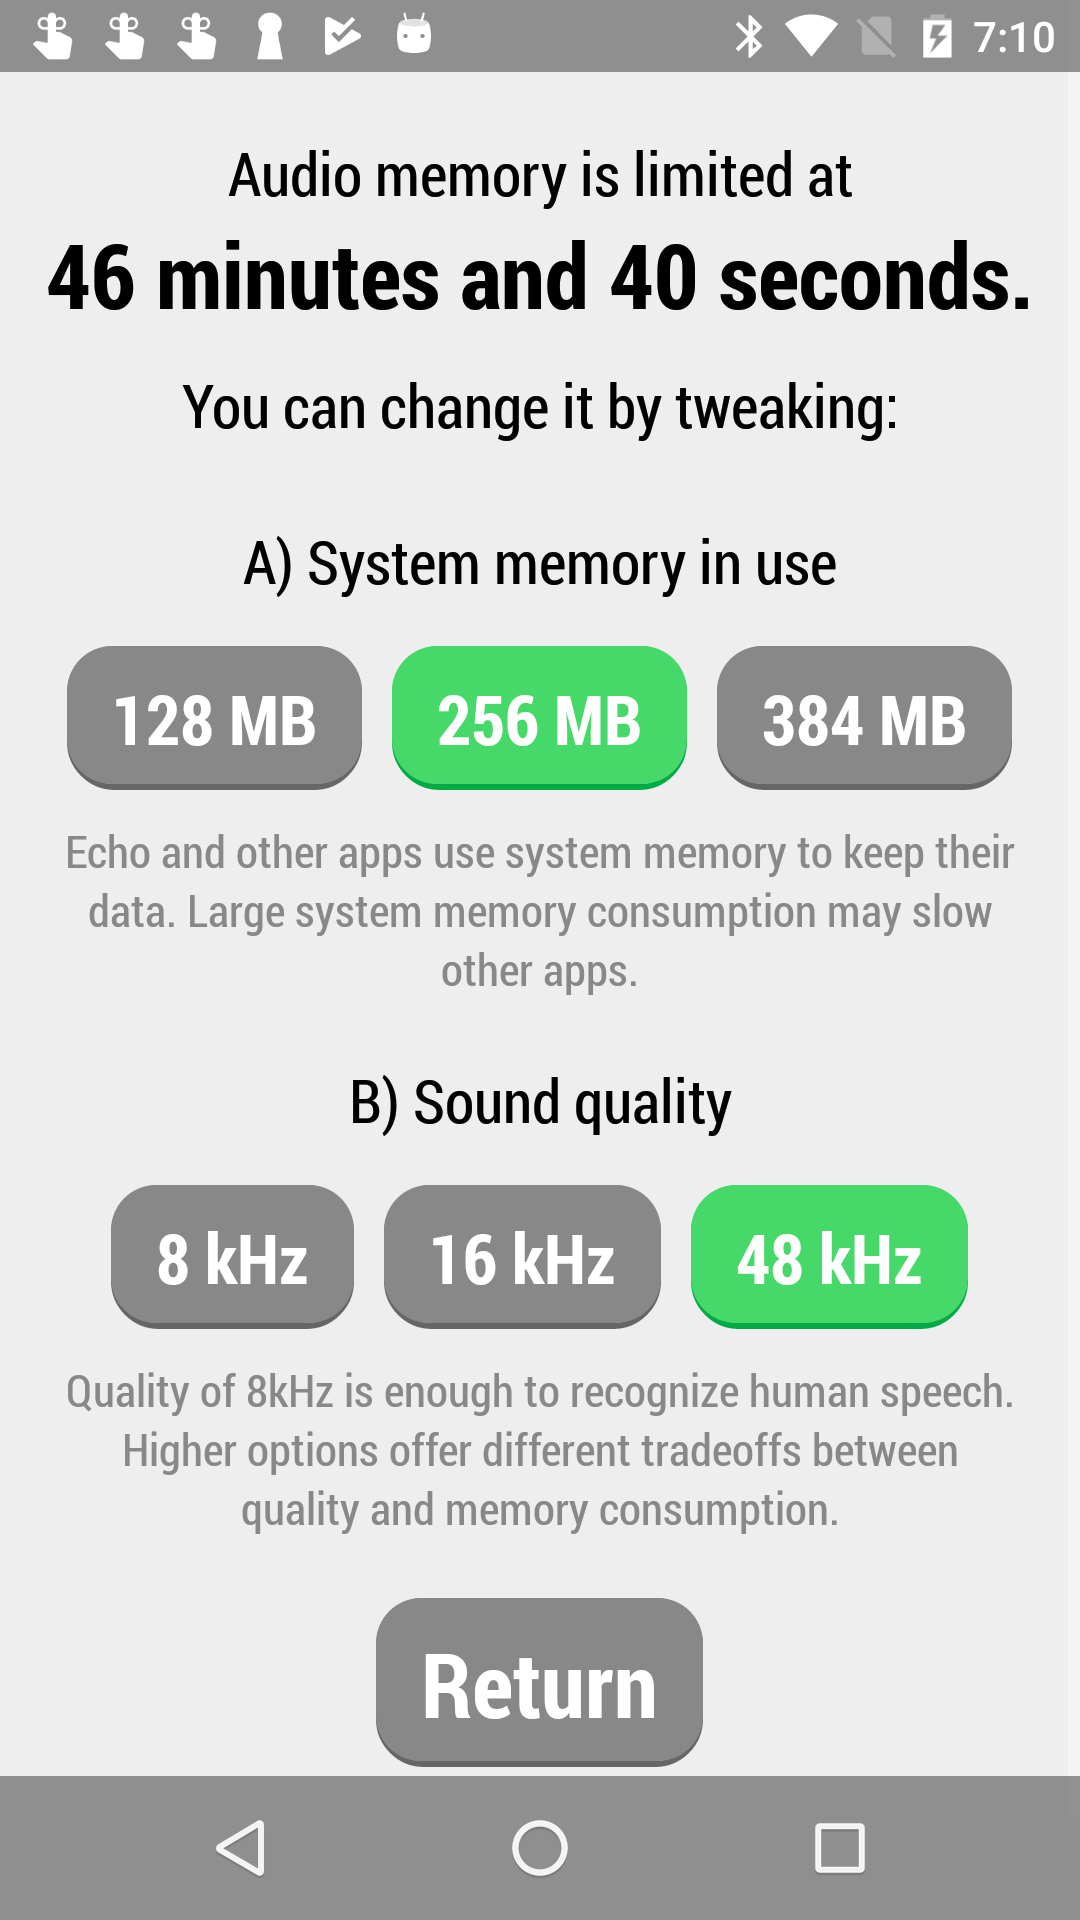 7:10
Audio memory is limited at
46 minutes and 40 seconds.
You can change it by tweaking:
A) System memory in use
128 MB
256 MB
384 MB
Echo and other apps use system memory to keep their
data. Large system memory consumption may slow
other apps.
B) Sound quality
8 kHz
16 kHz
48 kHz
Quality of 8kHz is enough to recognize human speech.
Higher options offer different tradeoffs between
quality and memory consumption.
Return